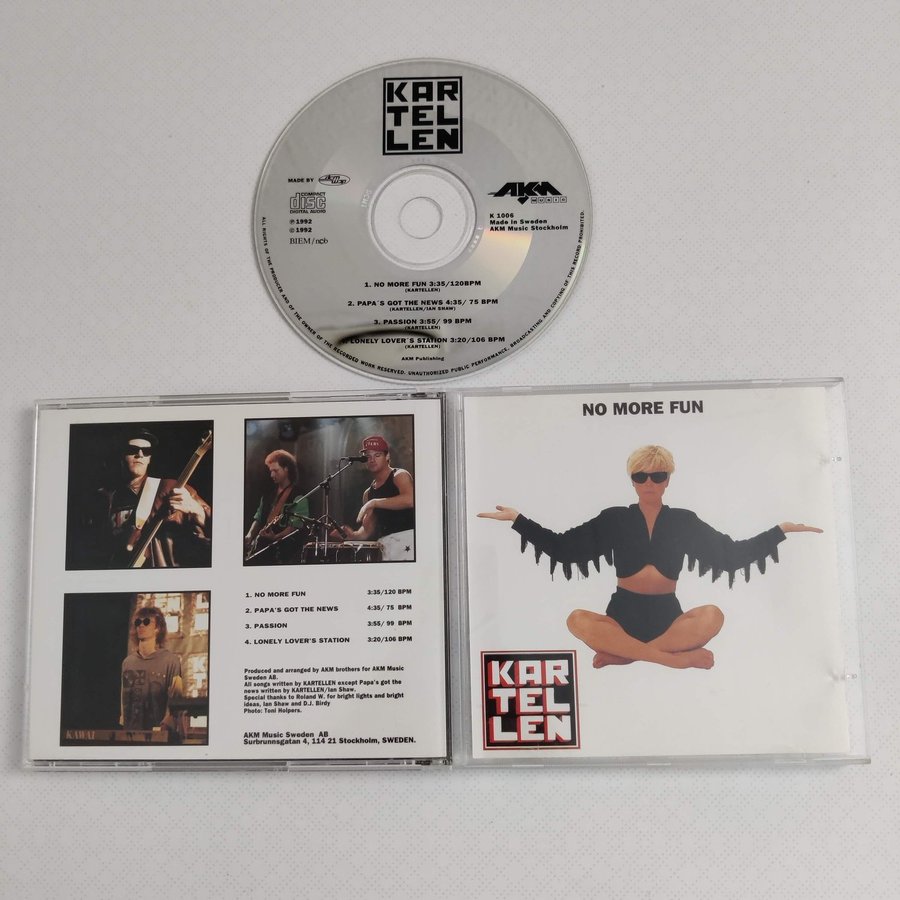 KAR
TEL
LEN
MADE BY
COMPACT
disc
DIGITAL AUDIO
℗ 1992
© 1992
BIEM/ncb
AKM
MUSIC
K 1006
Made in Sweden
AKM Music Stockholm
1. NO MORE FUN 3:35/120BPM
(KARTELLEN)
2. PAPA´S GOT THE NEWS 4:35/ 75 BPM
(KARTELLEN/IAN SHAW)
3. PASSION 3:55/ 99 BPM
(KARTELLEN)
LONELY LOVER´S STATION 3:20/106 BPM
(KARTELLEN)
AKM Publishing
ALL RIGHTS OF THE PRODUCER AND OF THE OWNER OF THE RECORDED WORK RESERVED. UNAUTHORIZED PUBLIC PERFORMANCE, BROADCASTING AND COPYING OF THIS RECORD PROHIBITED.
KAWAI
1. NO MORE FUN 3:35/120 BPM
2. PAPA'S GOT THE NEWS 4:35/ 75 BPM
3. PASSION 3:55/ 99 BPM
4. LONELY LOVER'S STATION 3:20/106 BPM
Produced and arranged by AKM brothers for AKM Music
Sweden AB.
All songs written by KARTELLEN except Papa's got the
news written by KARTELLEN/Ian Shaw.
Special thanks to Roland W. for bright lights and bright
ideas, Ian Shaw and D.J. Birdy
Photo: Toni Holpers.
AKM Music Sweden AB
Surbrunnsgatan 4, 114 21 Stockholm, SWEDEN.
NO MORE FUN
KAR
TEL
LEN